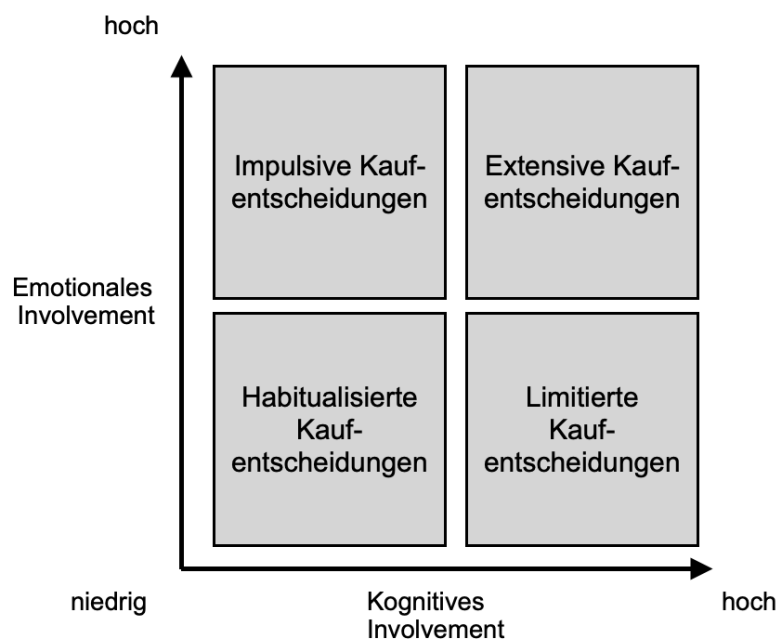 hoch
Impulsive Kauf-
entscheidungen
Extensive Kauf-
entscheidungen
Emotionales
Involvement
Habitualisierte
Kauf-
entscheidungen
Limitierte
Kauf-
entscheidungen
niedrig
Kognitives
Involvement
hoch